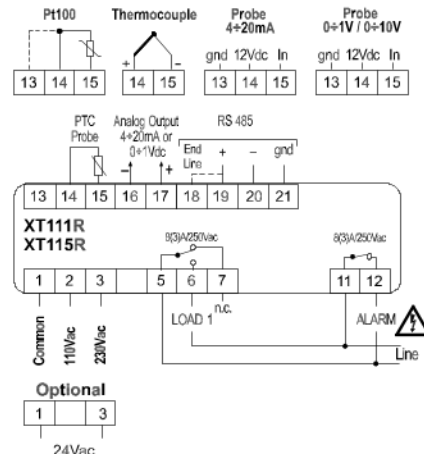 Pt100 Thermocouple Probe 4÷20mA Probe 0÷1V / 0÷10V
gnd 12Vdc In gnd 12Vdc In
+ −
13 14 15 14 15 13 14 15 13 14 15
PTC Probe Analog Output 4÷20mA or 0÷1Vdc RS 485
End Line + − gnd
− +
13 14 15 16 17 18 19 20 21
XT111R
XT115R
8(3)A/250Vac 8(3)A/250Vac
1 2 3 5 6 7 11 12
n.c.
Common 110Vac 230Vac LOAD 1 ALARM
Line
Optional
1 3
24Vac